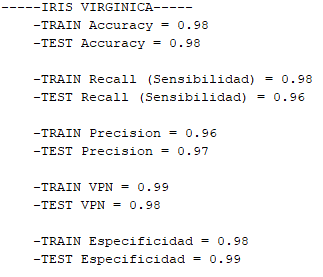 -----IRIS VIRGINICA-----
-TRAIN Accuracy = 0.98
-TEST Accuracy = 0.98
-TRAIN Recall (Sensibilidad) = 0.98
-TEST Recall (Sensibilidad) = 0.96
-TRAIN Precision = 0.96
-TEST Precision = 0.97
-TRAIN VPN = 0.99
-TEST VPN = 0.98
-TRAIN Especificidad = 0.98
-TEST Especificidad = 0.99